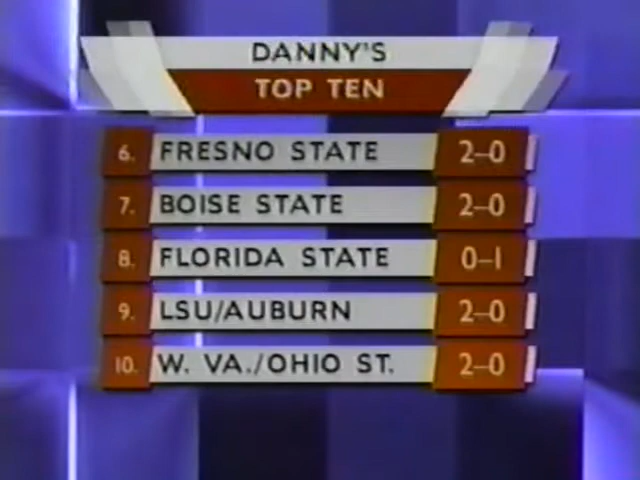 DANNY'S
TOP TEN
6. FRESNO STATE 2–0
7. BOISE STATE 2–0
8. FLORIDA STATE 0–1
9. LSU/AUBURN 2–0
10. W. VA./OHIO ST. 2–0